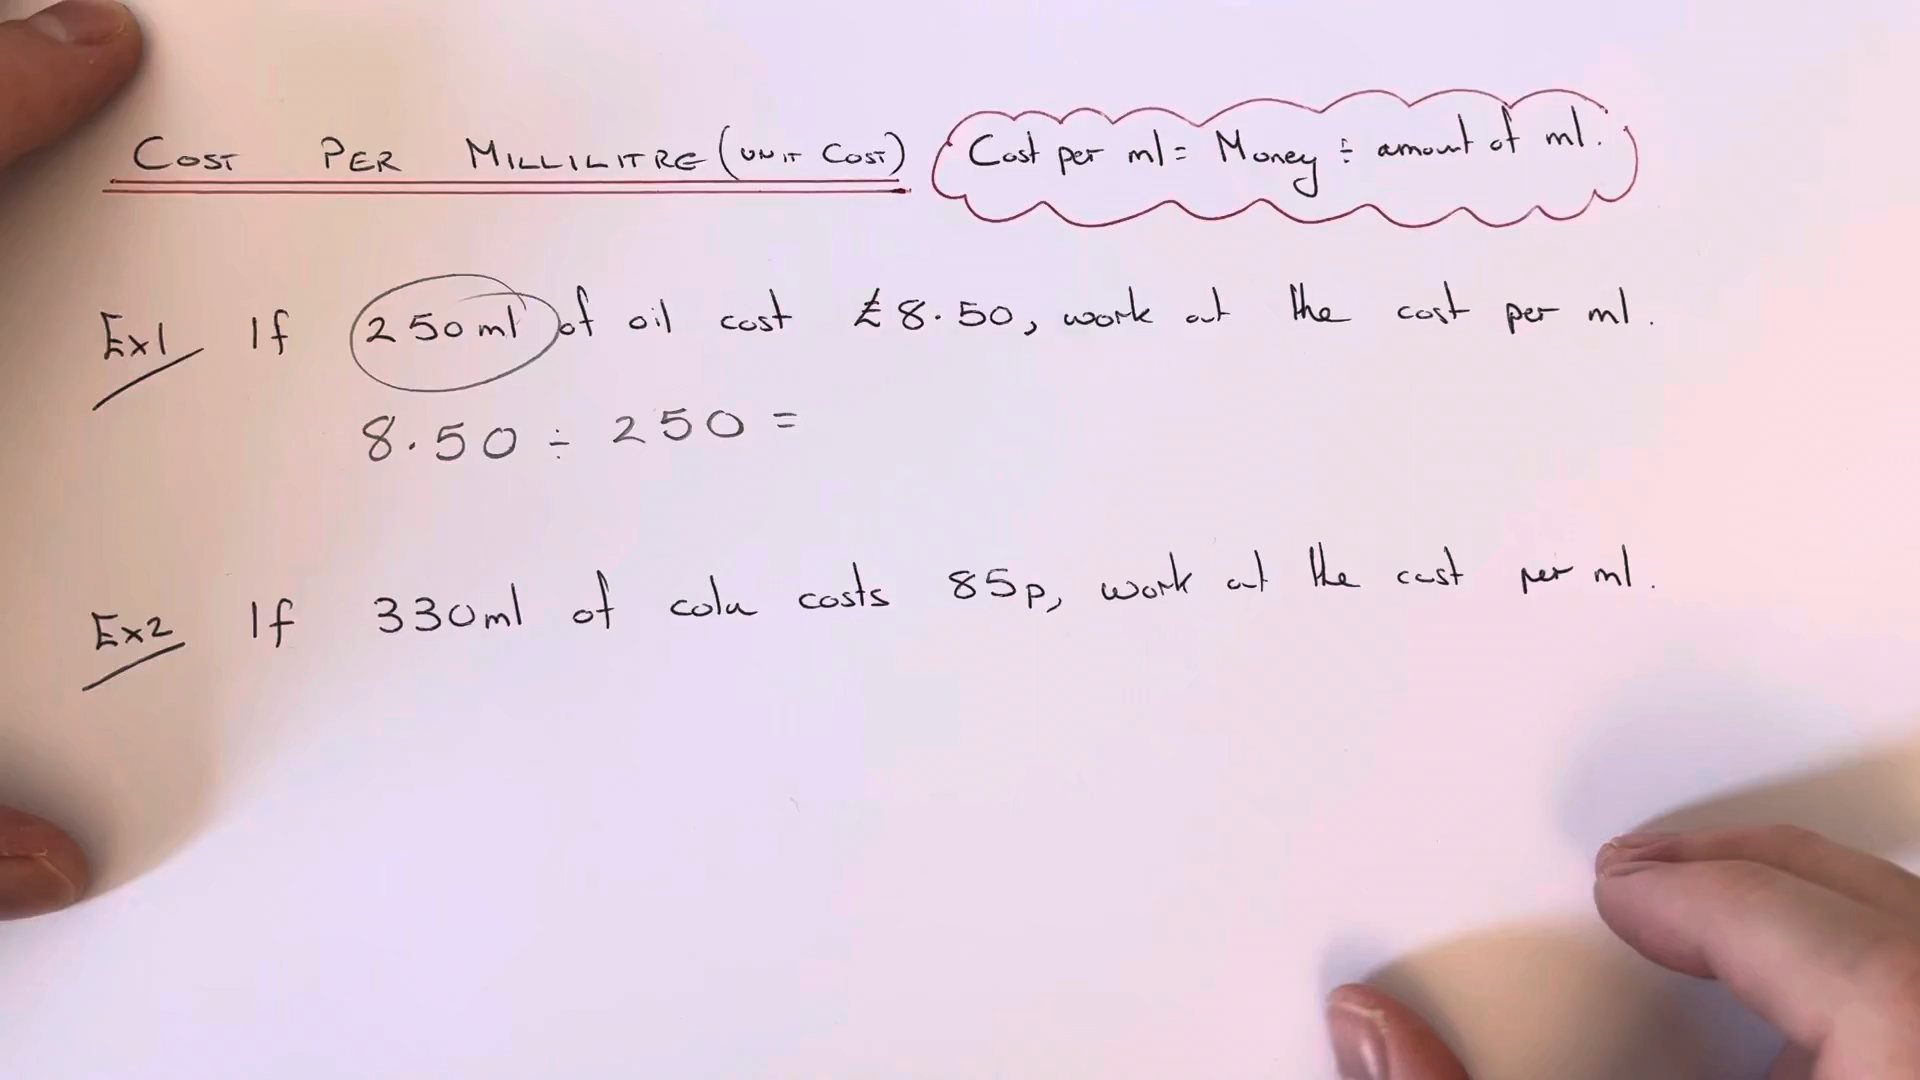 COST PER MILLILITRE (UNIT COST) Cost per ml = Money ÷ amount of ml.
Ex1 If 250ml of oil cost £8.50, work out the cost per ml.
8.50 ÷ 250 =
Ex2 If 330ml of cola costs 85p, work out the cost per ml.